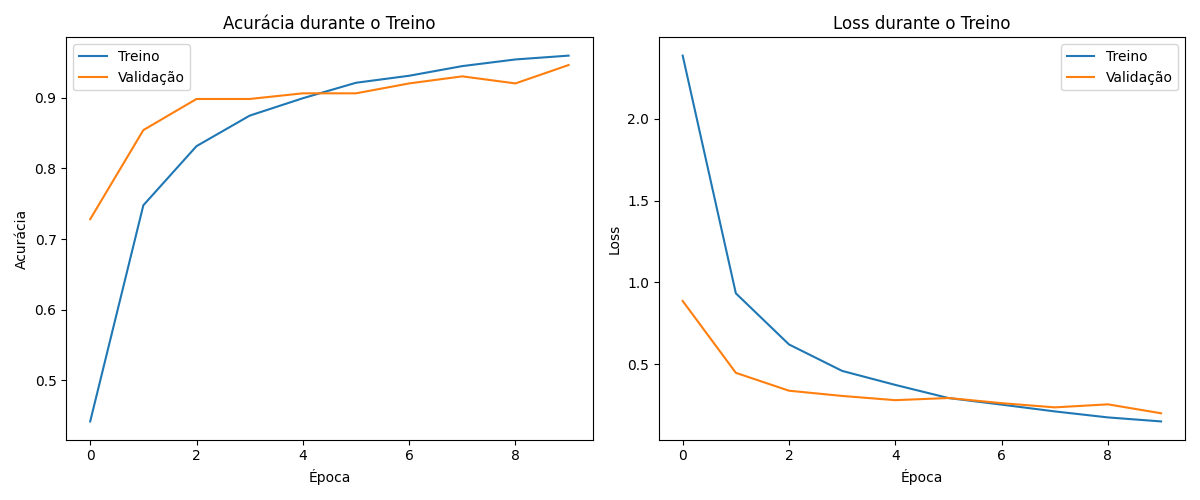 Acurácia durante o Treino
Treino
Validação
0.9
0.8
0.7
0.6
0.5
Acurácia
0 2 4 6 8
Época
Loss durante o Treino
Treino
Validação
2.0
1.5
1.0
0.5
Loss
0 2 4 6 8
Época